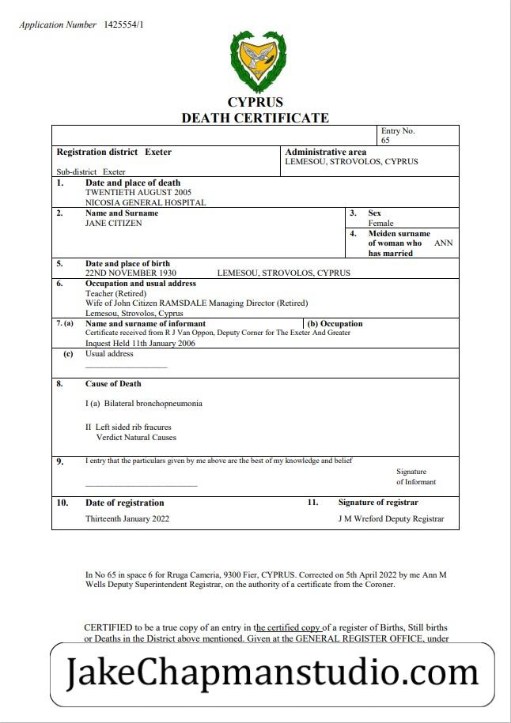 Application Number 1425554/1
CYPRUS
DEATH CERTIFICATE
Entry No.
65
Registration district Exeter
Administrative area
LEMESOU, STROVOLOS, CYPRUS
Sub-district Exeter
1. Date and place of death
TWENTIETH AUGUST 2005
NICOSIA GENERAL HOSPITAL
2. Name and Surname
JANE CITIZEN
3. Sex
Female
4. Meiden surname
of woman who ANN
has married
5. Date and place of birth
22ND NOVEMBER 1930 LEMESOU, STROVOLOS, CYPRUS
6. Occupation and usual address
Teacher (Retired)
Wife of John Citizen RAMSDALE Managing Director (Retired)
Lemesou, Strovolos, Cyprus
7. (a) Name and surname of informant (b) Occupation
Certificate received from R J Van Oppon, Deputy Corner for The Exeter And Greater
Inquest Held 11th January 2006
(c) Usual address
8. Cause of Death
I (a) Bilateral bronchopneumonia
II Left sided rib fracures
Verdict Natural Causes
9. I entry that the particulars given by me above are the best of my knowledge and belief
Signature
of Informant
10. Date of registration 11. Signature of registrar
Thirteenth January 2022 J M Wreford Deputy Registrar
In No 65 in space 6 for Rruga Cameria, 9300 Fier, CYPRUS. Corrected on 5th April 2022 by me Ann M
Wells Deputy Superintendent Registrar, on the authority of a certificate from the Coroner.
CERTIFIED to be a true copy of an entry in the certified copy of a register of Births, Still births
or Deaths in the District above mentioned. Given at the GENERAL REGISTER OFFICE, under
JakeChapmanstudio.com